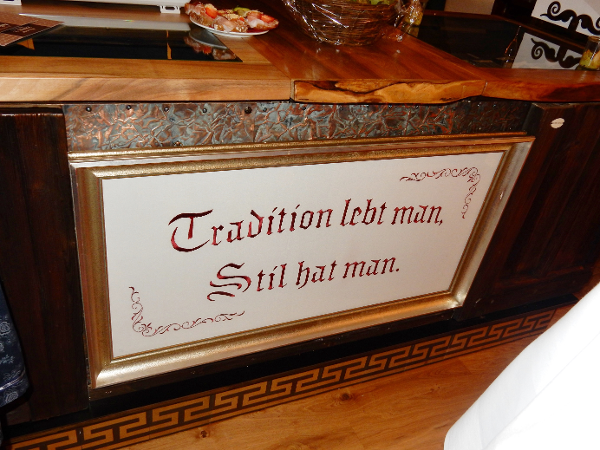 Tradition lebt man,
Stil hat man.